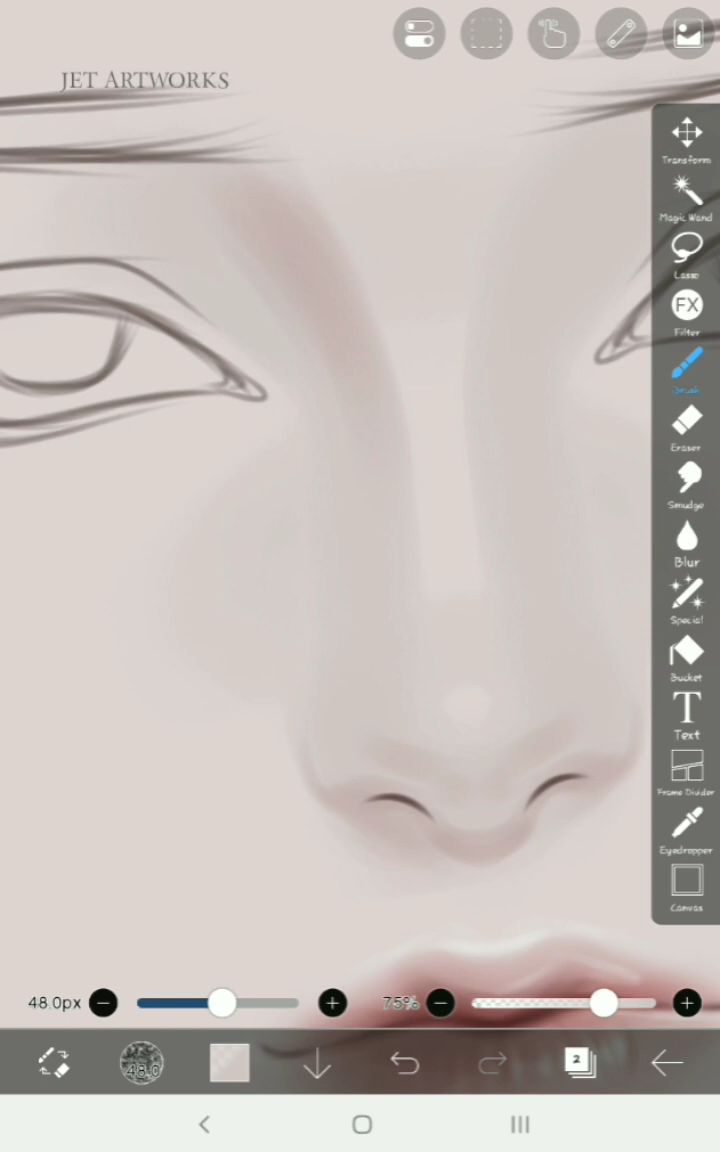 JET ARTWORKS
Transform
Magic Wand
Lasso
FX
Filter
Brush
Eraser
Smudge
Blur
Special
Bucket
T
Text
Frame Divider
Eyedropper
Canvas
48.0px
75%
48.0
2